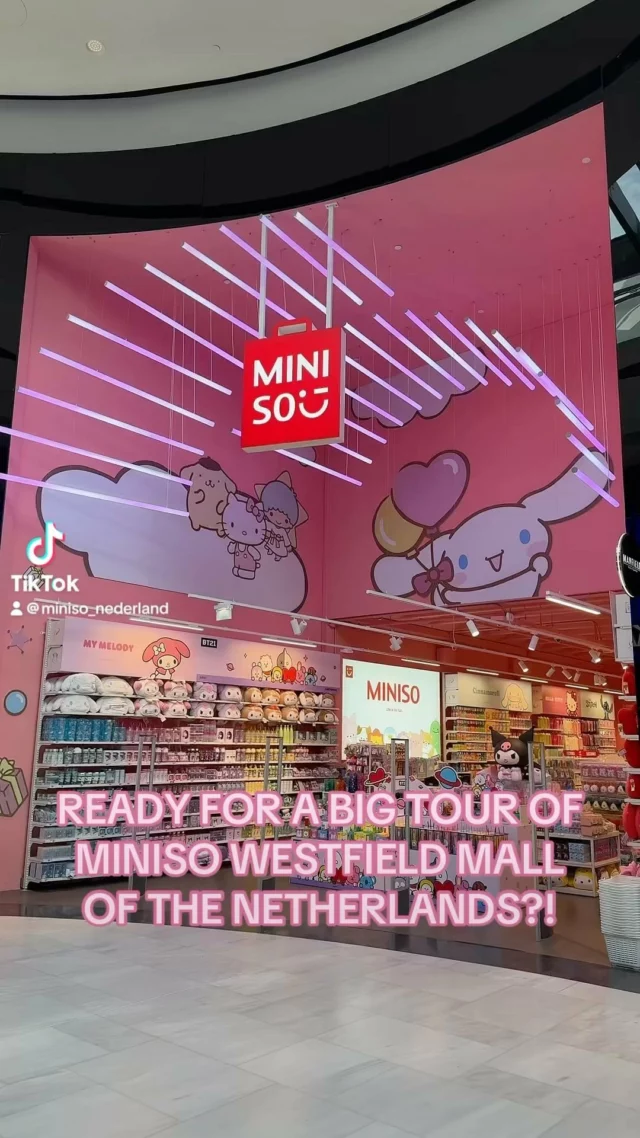 MINI
SO
TikTok
@miniso_nederland
MY MELODY
BT21
MINISO
READY FOR A BIG TOUR OF
MINISO WESTFIELD MALL
OF THE NETHERLANDS?!